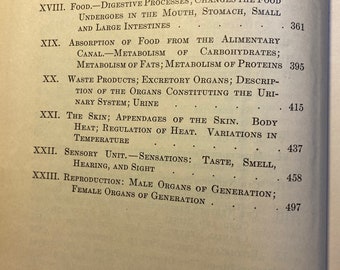 XVIII. Food.—Digestive Processes; Changes the Food
Undergoes in the Mouth, Stomach, Small
and Large Intestines . . . . . . . 361
XIX. Absorption of Food from the Alimentary
Canal.—Metabolism of Carbohydrates;
Metabolism of Fats; Metabolism of Proteins 395
XX. Waste Products; Excretory Organs; Descrip-
tion of the Organs Constituting the Uri-
nary System; Urine . . . . . . 415
XXI. The Skin; Appendages of the Skin. Body
Heat; Regulation of Heat. Variations in
Temperature . . . . . . . 437
XXII. Sensory Unit.—Sensations: Taste, Smell,
Hearing, and Sight . . . . . . 458
XXIII. Reproduction: Male Organs of Generation;
Female Organs of Generation . . . . 497